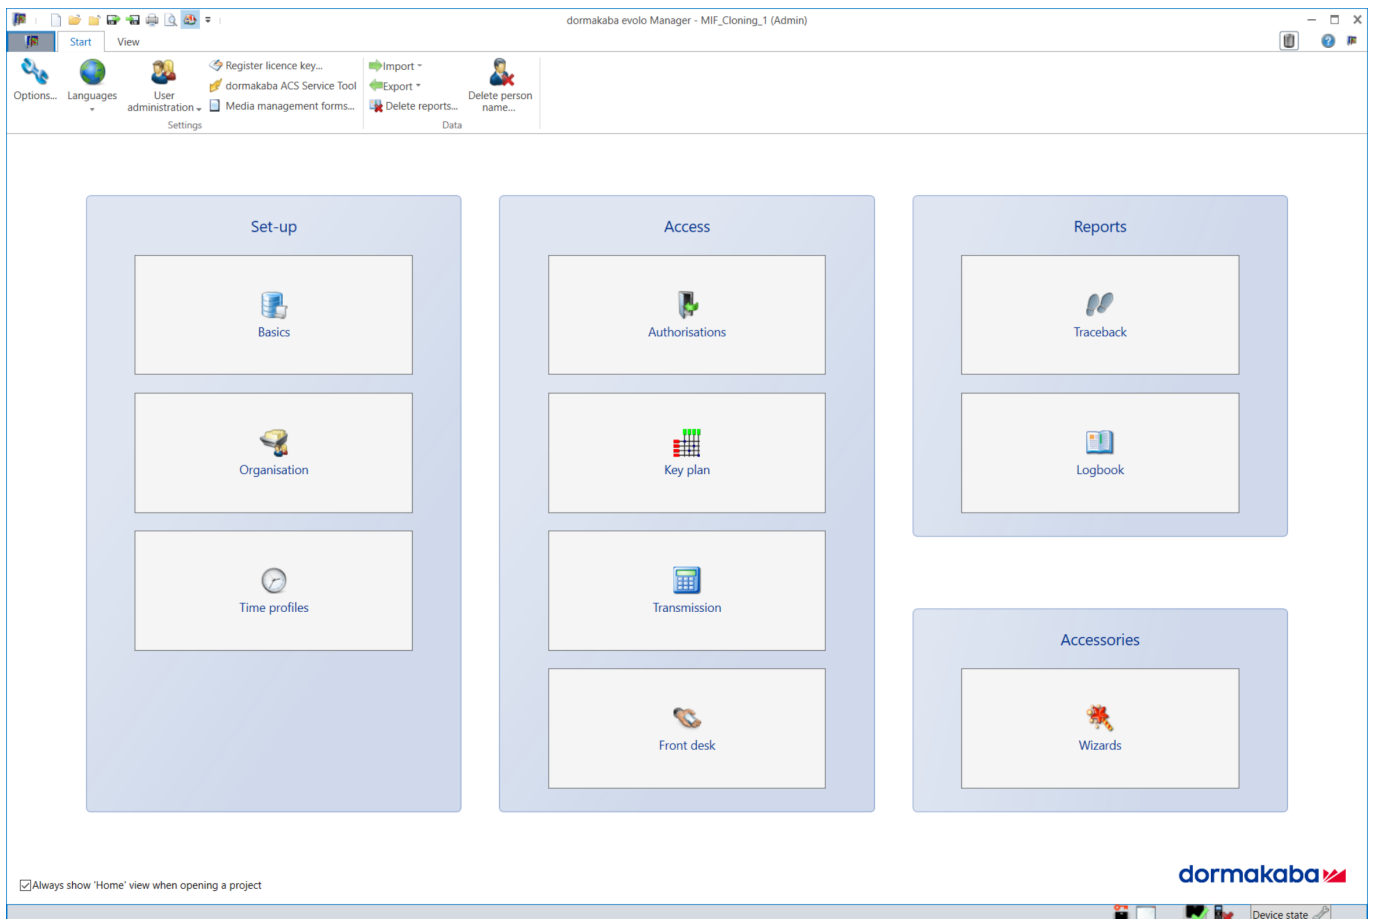 dormakaba evolo Manager - MIF_Cloning_1 (Admin)
Start
View
Options...
Languages
User
administration
Register licence key...
dormakaba ACS Service Tool
Media management forms...
Settings
Import
Export
Delete reports...
Delete person
name...
Data
Set-up
Basics
Organisation
Time profiles
Access
Authorisations
Key plan
Transmission
Front desk
Reports
Traceback
Logbook
Accessories
Wizards
dormakaba
Always show 'Home' view when opening a project
Device state